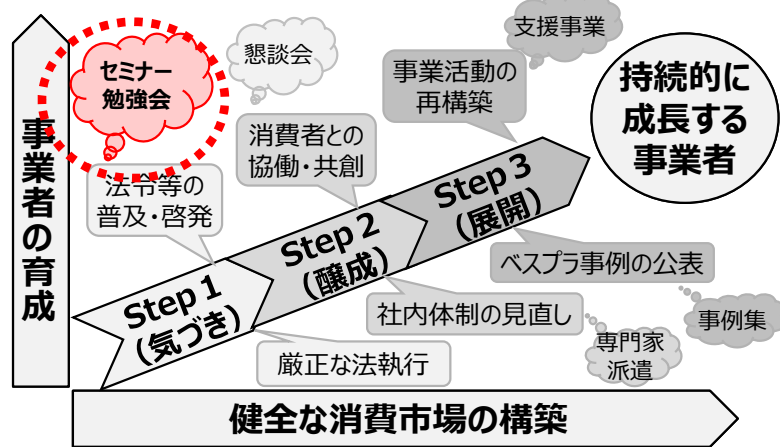 支援事業
セミナー
勉強会
懇談会
事業活動の
再構築
持続的に
成長する
事業者
消費者との
協働・共創
事業者の育成
法令等の
普及・啓発
Step 1
(気づき)
Step 2
(醸成)
Step 3
(展開)
ベスプラ事例の公表
社内体制の見直し
事例集
専門家
派遣
厳正な法執行
健全な消費市場の構築